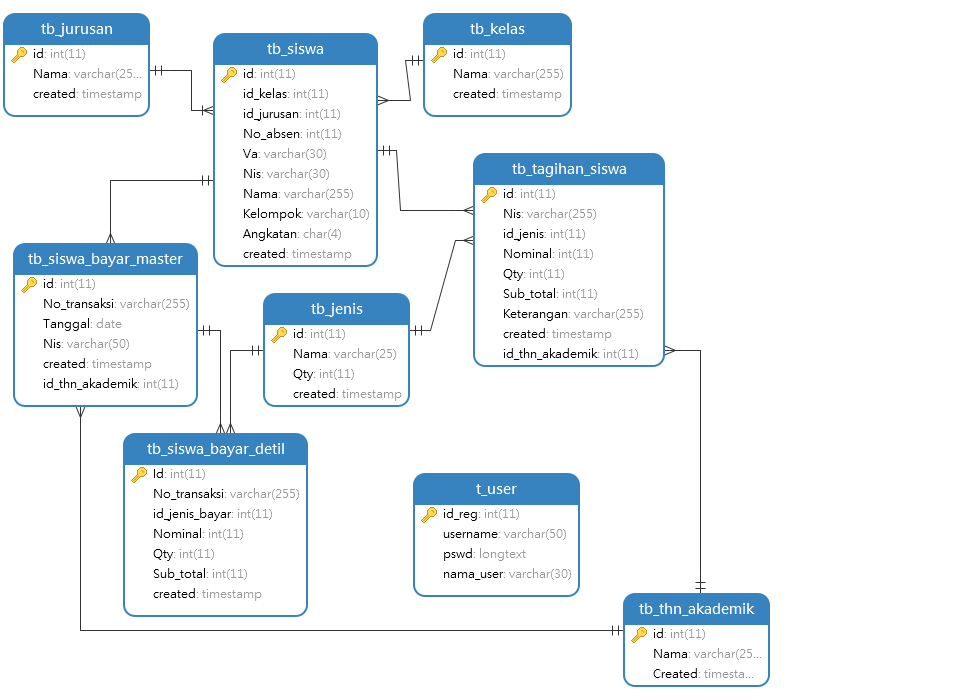 tb_jurusan
id: int(11)
Nama: varchar(25...
created: timestamp
tb_siswa
id: int(11)
id_kelas: int(11)
id_jurusan: int(11)
No_absen: int(11)
Va: varchar(30)
Nis: varchar(30)
Nama: varchar(255)
Kelompok: varchar(10)
Angkatan: char(4)
created: timestamp
tb_kelas
id: int(11)
Nama: varchar(255)
created: timestamp
tb_tagihan_siswa
id: int(11)
Nis: varchar(255)
id_jenis: int(11)
Nominal: int(11)
Qty: int(11)
Sub_total: int(11)
Keterangan: varchar(255)
created: timestamp
id_thn_akademik: int(11)
tb_siswa_bayar_master
id: int(11)
No_transaksi: varchar(255)
Tanggal: date
Nis: varchar(50)
created: timestamp
id_thn_akademik: int(11)
tb_jenis
id: int(11)
Nama: varchar(25)
Qty: int(11)
created: timestamp
tb_siswa_bayar_detil
Id: int(11)
No_transaksi: varchar(255)
id_jenis_bayar: int(11)
Nominal: int(11)
Qty: int(11)
Sub_total: int(11)
created: timestamp
t_user
id_reg: int(11)
username: varchar(50)
pswd: longtext
nama_user: varchar(30)
tb_thn_akademik
id: int(11)
Nama: varchar(25...
Created: timesta...